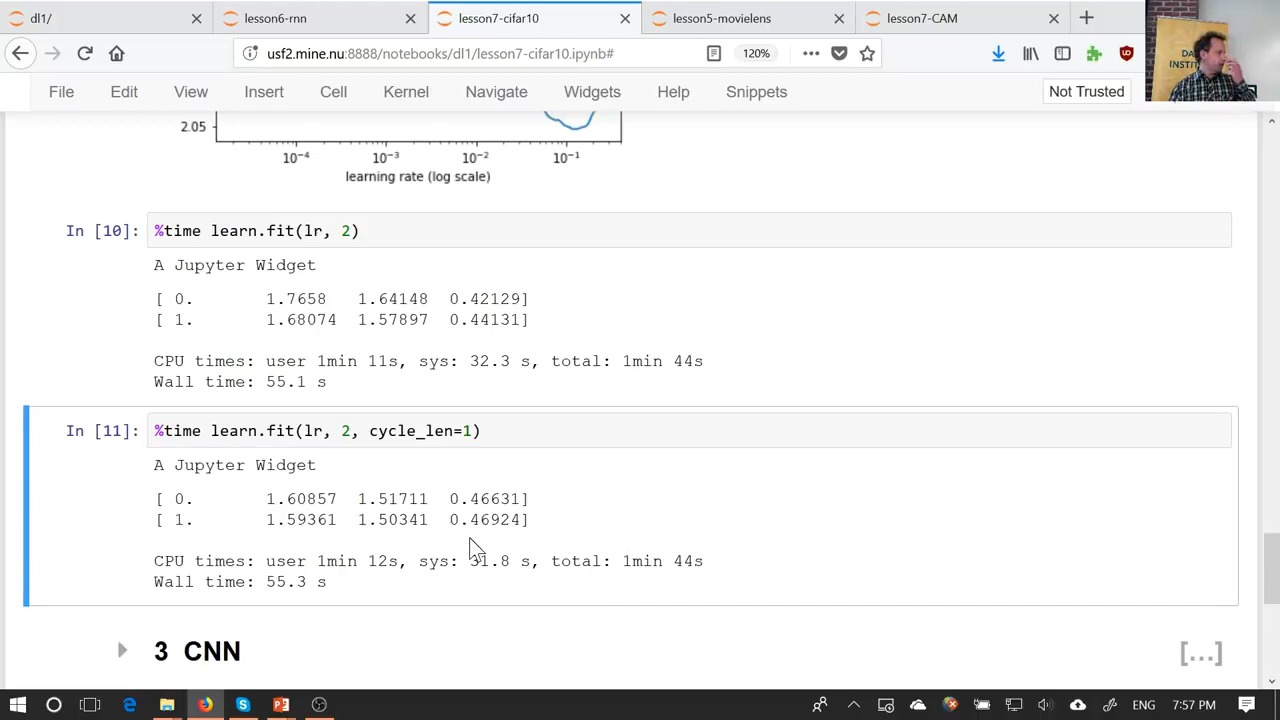 dl1/
lesson6-rnn
lesson7-cifar10
lesson5-movielens
lesson7-CAM
usf2.mine.nu:8888/notebooks/dl1/lesson7-cifar10.ipynb#
120%
File Edit View Insert Cell Kernel Navigate Widgets Help Snippets
Not Trusted
2.05
10⁻⁴ 10⁻³ 10⁻² 10⁻¹
learning rate (log scale)
In [10]: %time learn.fit(lr, 2)
A Jupyter Widget
[ 0. 1.7658 1.64148 0.42129]
[ 1. 1.68074 1.57897 0.44131]
CPU times: user 1min 11s, sys: 32.3 s, total: 1min 44s
Wall time: 55.1 s
In [11]: %time learn.fit(lr, 2, cycle_len=1)
A Jupyter Widget
[ 0. 1.60857 1.51711 0.46631]
[ 1. 1.59361 1.50341 0.46924]
CPU times: user 1min 12s, sys: 31.8 s, total: 1min 44s
Wall time: 55.3 s
3 CNN
[...]
ENG 7:57 PM